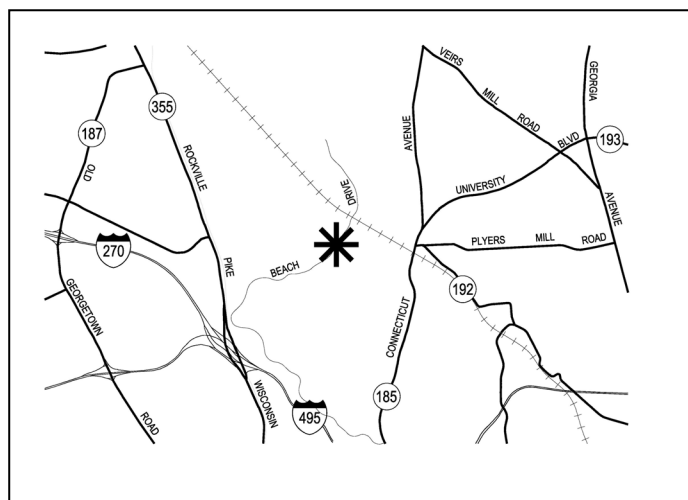 VEIRS
MILL
ROAD
GEORGIA
355
187
OLD
ROCKVILLE
AVENUE
BLVD
193
DRIVE
UNIVERSITY
AVENUE
PLYERS MILL ROAD
270
PIKE
BEACH
192
GEORGETOWN
CONNECTICUT
WISCONSIN
185
495
ROAD